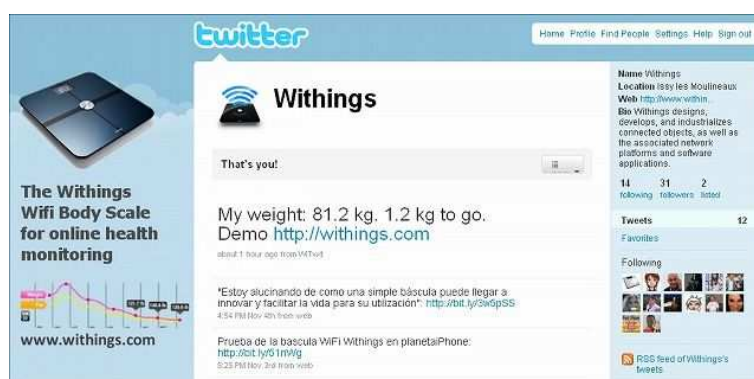 twitter
Home Profile Find People Settings Help Sign out
Withings
That's you!
My weight: 81.2 kg. 1.2 kg to go.
Demo http://withings.com
about 1 hour ago from
"Estoy alucinando de como una simple báscula puede llegar a
innovar y facilitar la vida para su utilización": http://bit.ly/3w5pSS
4:54 PM Nov 4th from web
Prueba de la bascula WiFi Withings en planetaiPhone:
http://bit.ly/51nWg
5:25 PM Nov 3rd from web
The Withings
Wifi Body Scale
for online health
monitoring
www.withings.com
Name Withings
Location Issy les Moulineaux
Web http://www.within...
Bio Withings designs,
develops, and industrializes
connected objects, as well as
the associated network
platforms and software
applications.
14 31 2
following followers listed
Tweets 12
Favorites
Following
RSS feed of Withings's
tweets